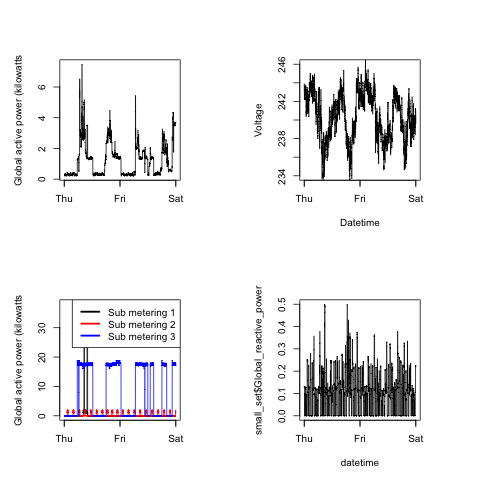 Global active power (kilowatts
0 2 4 6
Thu Fri Sat
Voltage
234 238 242 246
Thu Fri Sat
Datetime
Global active power (kilowatts
0 10 20 30
Sub metering 1
Sub metering 2
Sub metering 3
Thu Fri Sat
small_set$Global_reactive_power
0.0 0.1 0.2 0.3 0.4 0.5
Thu Fri Sat
datetime